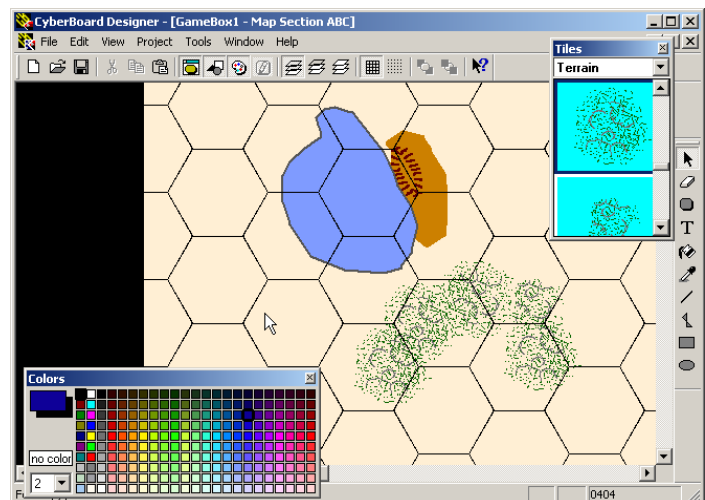 CyberBoard Designer - [GameBox1 - Map Section ABC]
File Edit View Project Tools Window Help
Tiles
Terrain
T
Colors
no color
2
0404